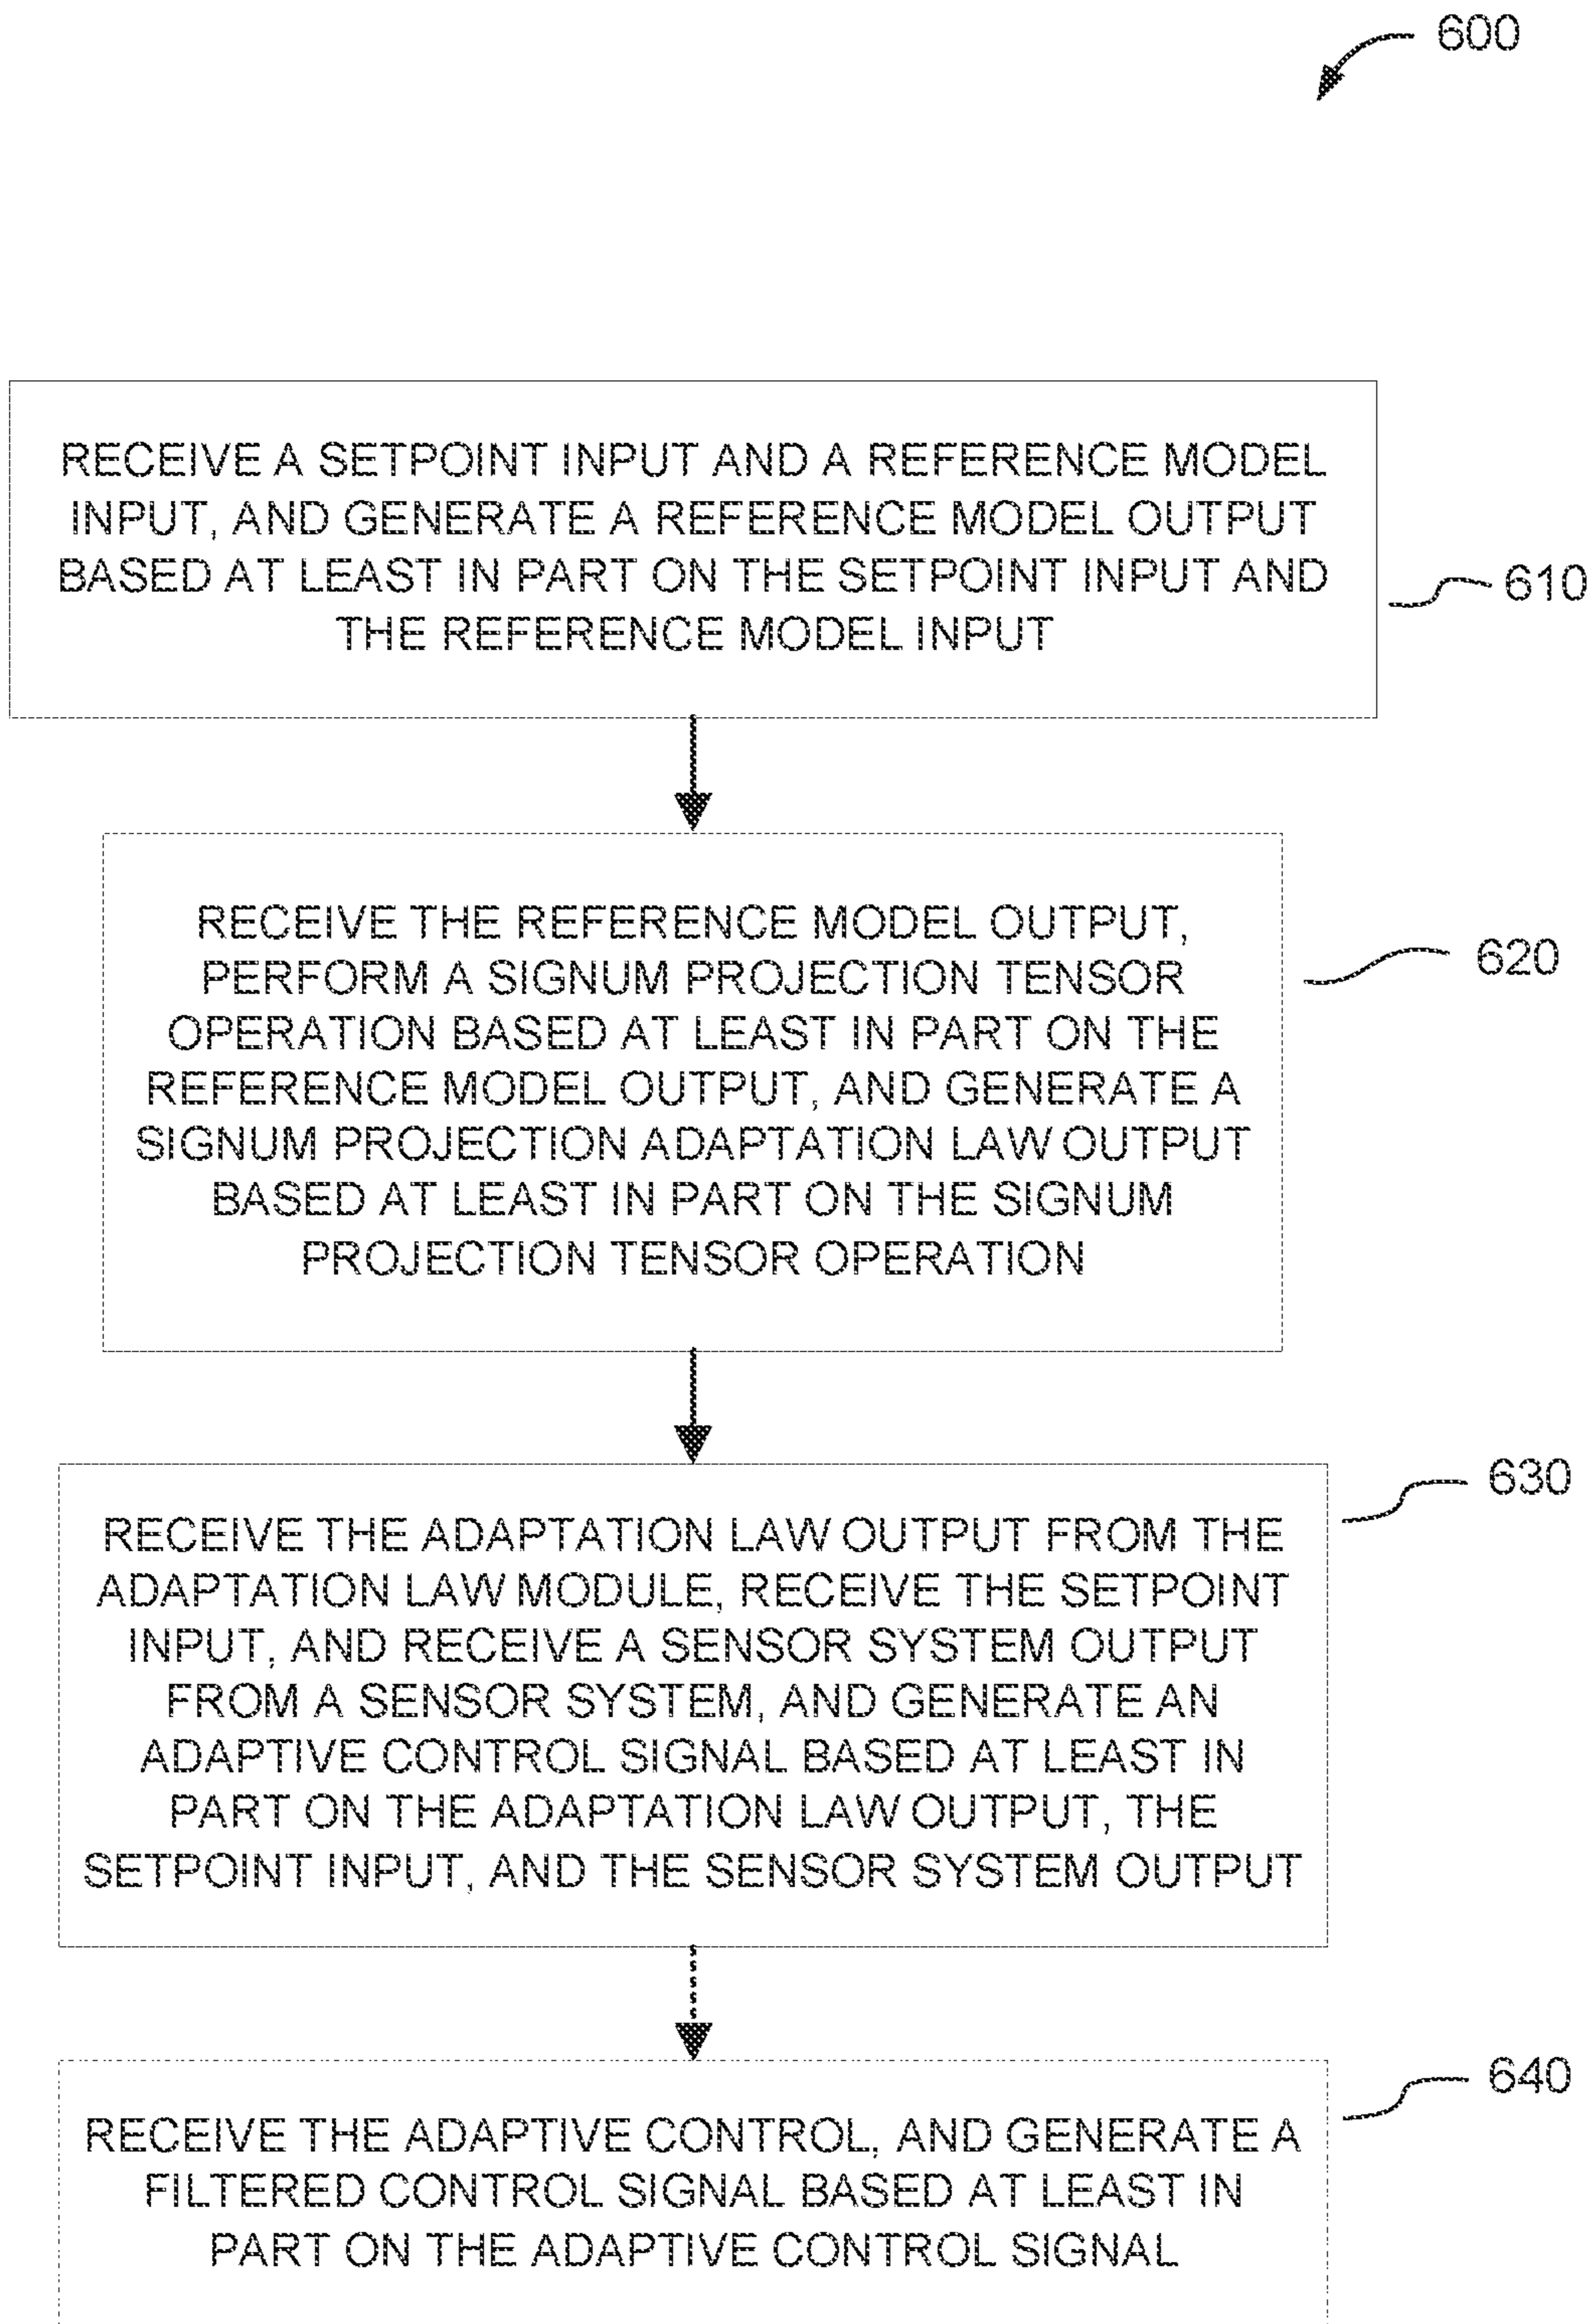 600
RECEIVE A SETPOINT INPUT AND A REFERENCE MODEL
INPUT, AND GENERATE A REFERENCE MODEL OUTPUT
BASED AT LEAST IN PART ON THE SETPOINT INPUT AND
THE REFERENCE MODEL INPUT
610
RECEIVE THE REFERENCE MODEL OUTPUT,
PERFORM A SIGNUM PROJECTION TENSOR
OPERATION BASED AT LEAST IN PART ON THE
REFERENCE MODEL OUTPUT, AND GENERATE A
SIGNUM PROJECTION ADAPTATION LAW OUTPUT
BASED AT LEAST IN PART ON THE SIGNUM
PROJECTION TENSOR OPERATION
620
RECEIVE THE ADAPTATION LAW OUTPUT FROM THE
ADAPTATION LAW MODULE, RECEIVE THE SETPOINT
INPUT, AND RECEIVE A SENSOR SYSTEM OUTPUT
FROM A SENSOR SYSTEM, AND GENERATE AN
ADAPTIVE CONTROL SIGNAL BASED AT LEAST IN
PART ON THE ADAPTATION LAW OUTPUT, THE
SETPOINT INPUT, AND THE SENSOR SYSTEM OUTPUT
630
RECEIVE THE ADAPTIVE CONTROL, AND GENERATE A
FILTERED CONTROL SIGNAL BASED AT LEAST IN
PART ON THE ADAPTIVE CONTROL SIGNAL
640